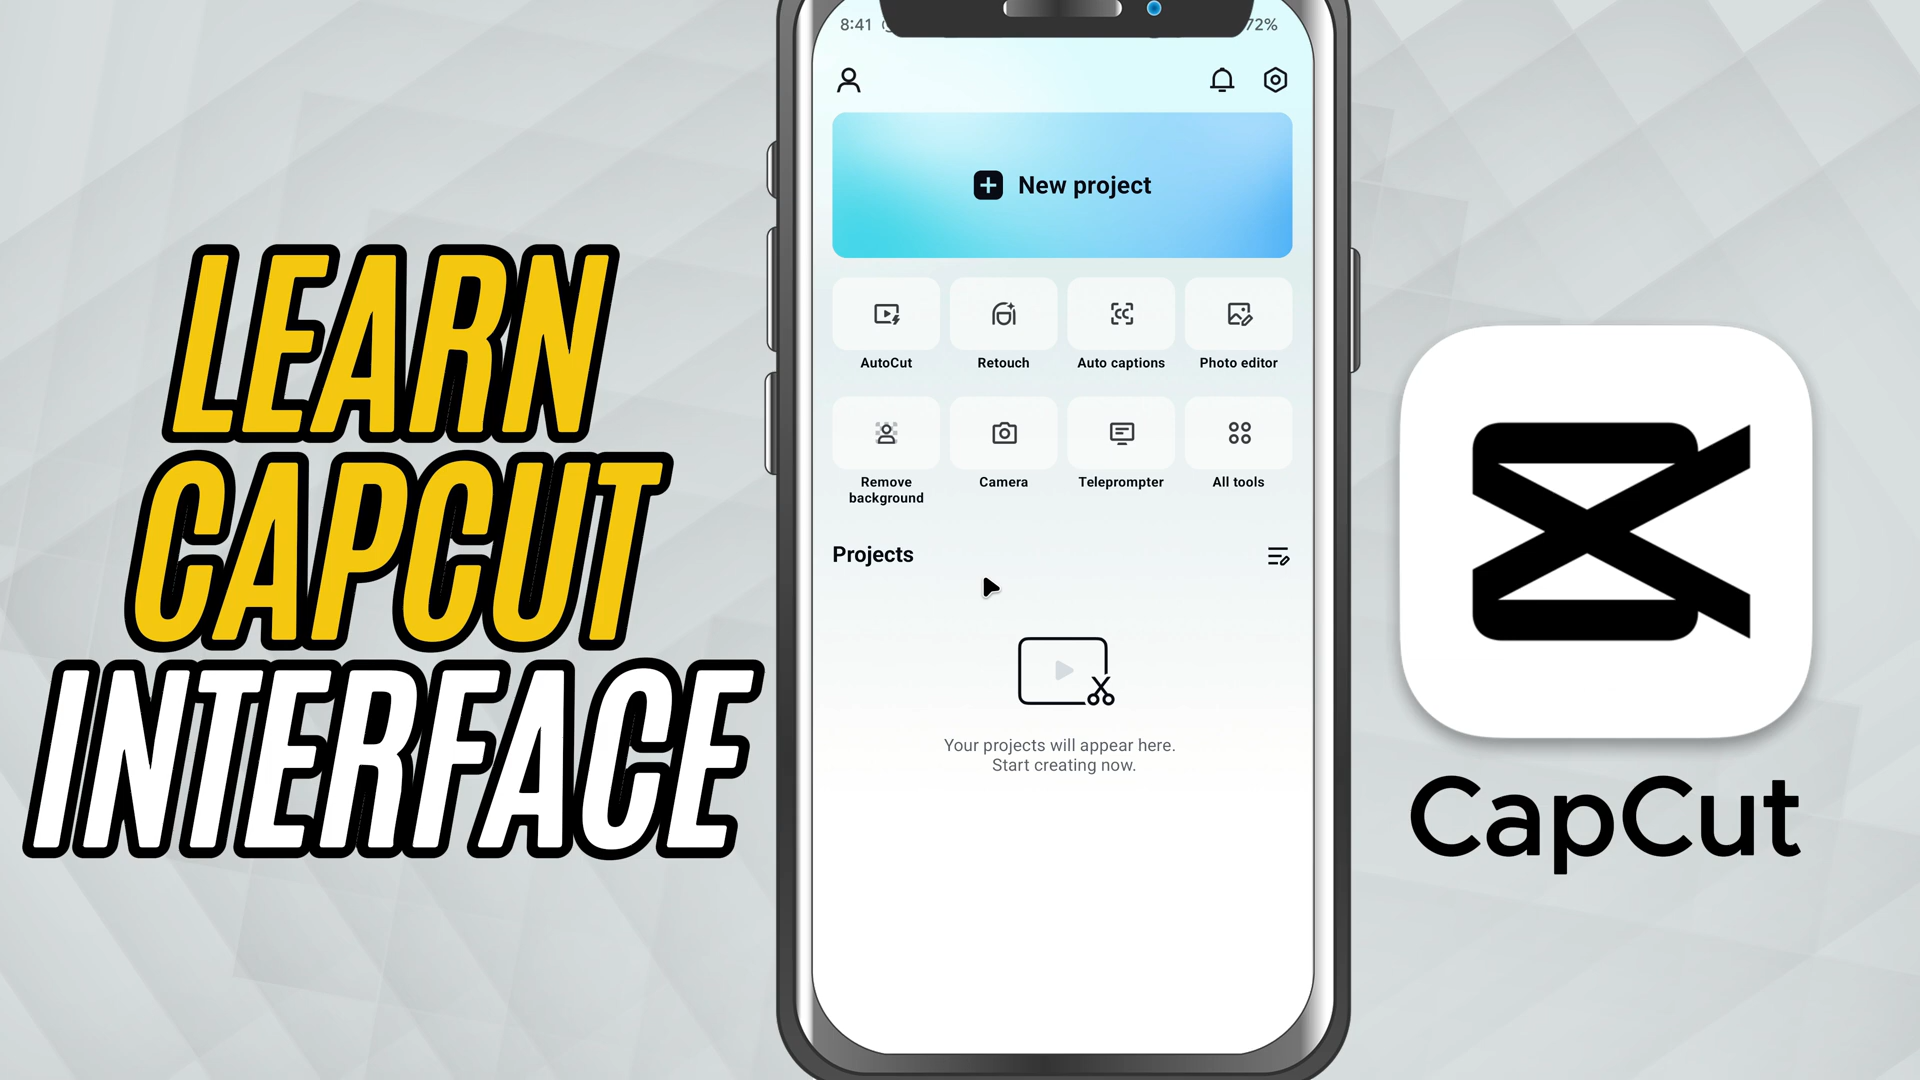 LEARN
CAPCUT
INTERFACE
8:41
72%
New project
AutoCut
Retouch
Auto captions
Photo editor
Remove
background
Camera
Teleprompter
All tools
Projects
Your projects will appear here.
Start creating now.
CapCut